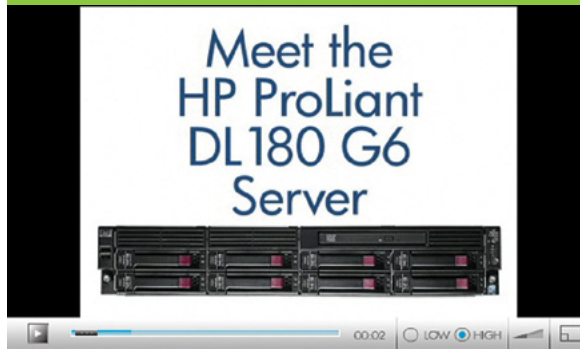 Meet the
HP ProLiant
DL180 G6
Server
00:02 LOW HIGH